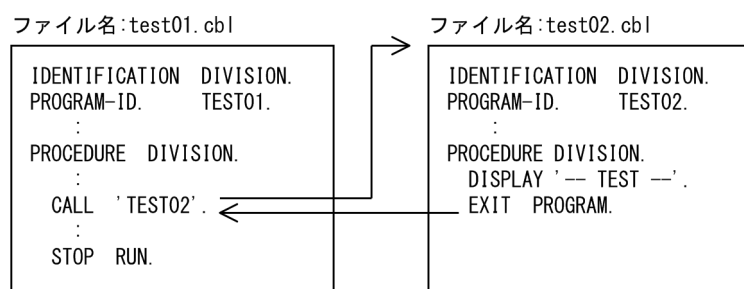 ファイル名:test01.cbl
IDENTIFICATION DIVISION.
PROGRAM-ID. TEST01.
:
PROCEDURE DIVISION.
:
CALL 'TEST02'.
:
STOP RUN.
ファイル名:test02.cbl
IDENTIFICATION DIVISION.
PROGRAM-ID. TEST02.
:
PROCEDURE DIVISION.
DISPLAY '-- TEST --'.
EXIT PROGRAM.